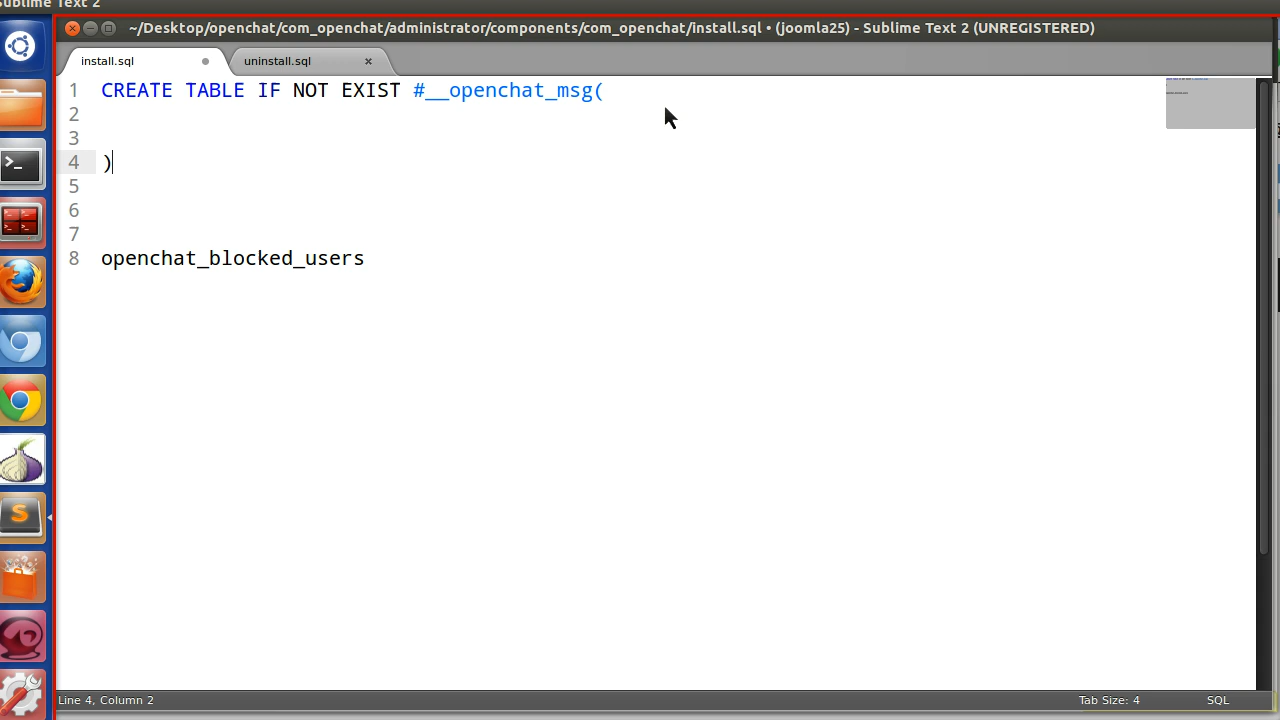 Sublime Text 2
~/Desktop/openchat/com_openchat/administrator/components/com_openchat/install.sql • (joomla25) - Sublime Text 2 (UNREGISTERED)
install.sql uninstall.sql
1 CREATE TABLE IF NOT EXIST #__openchat_msg(
2
3
4 )
5
6
7
8 openchat_blocked_users
Line 4, Column 2 Tab Size: 4 SQL